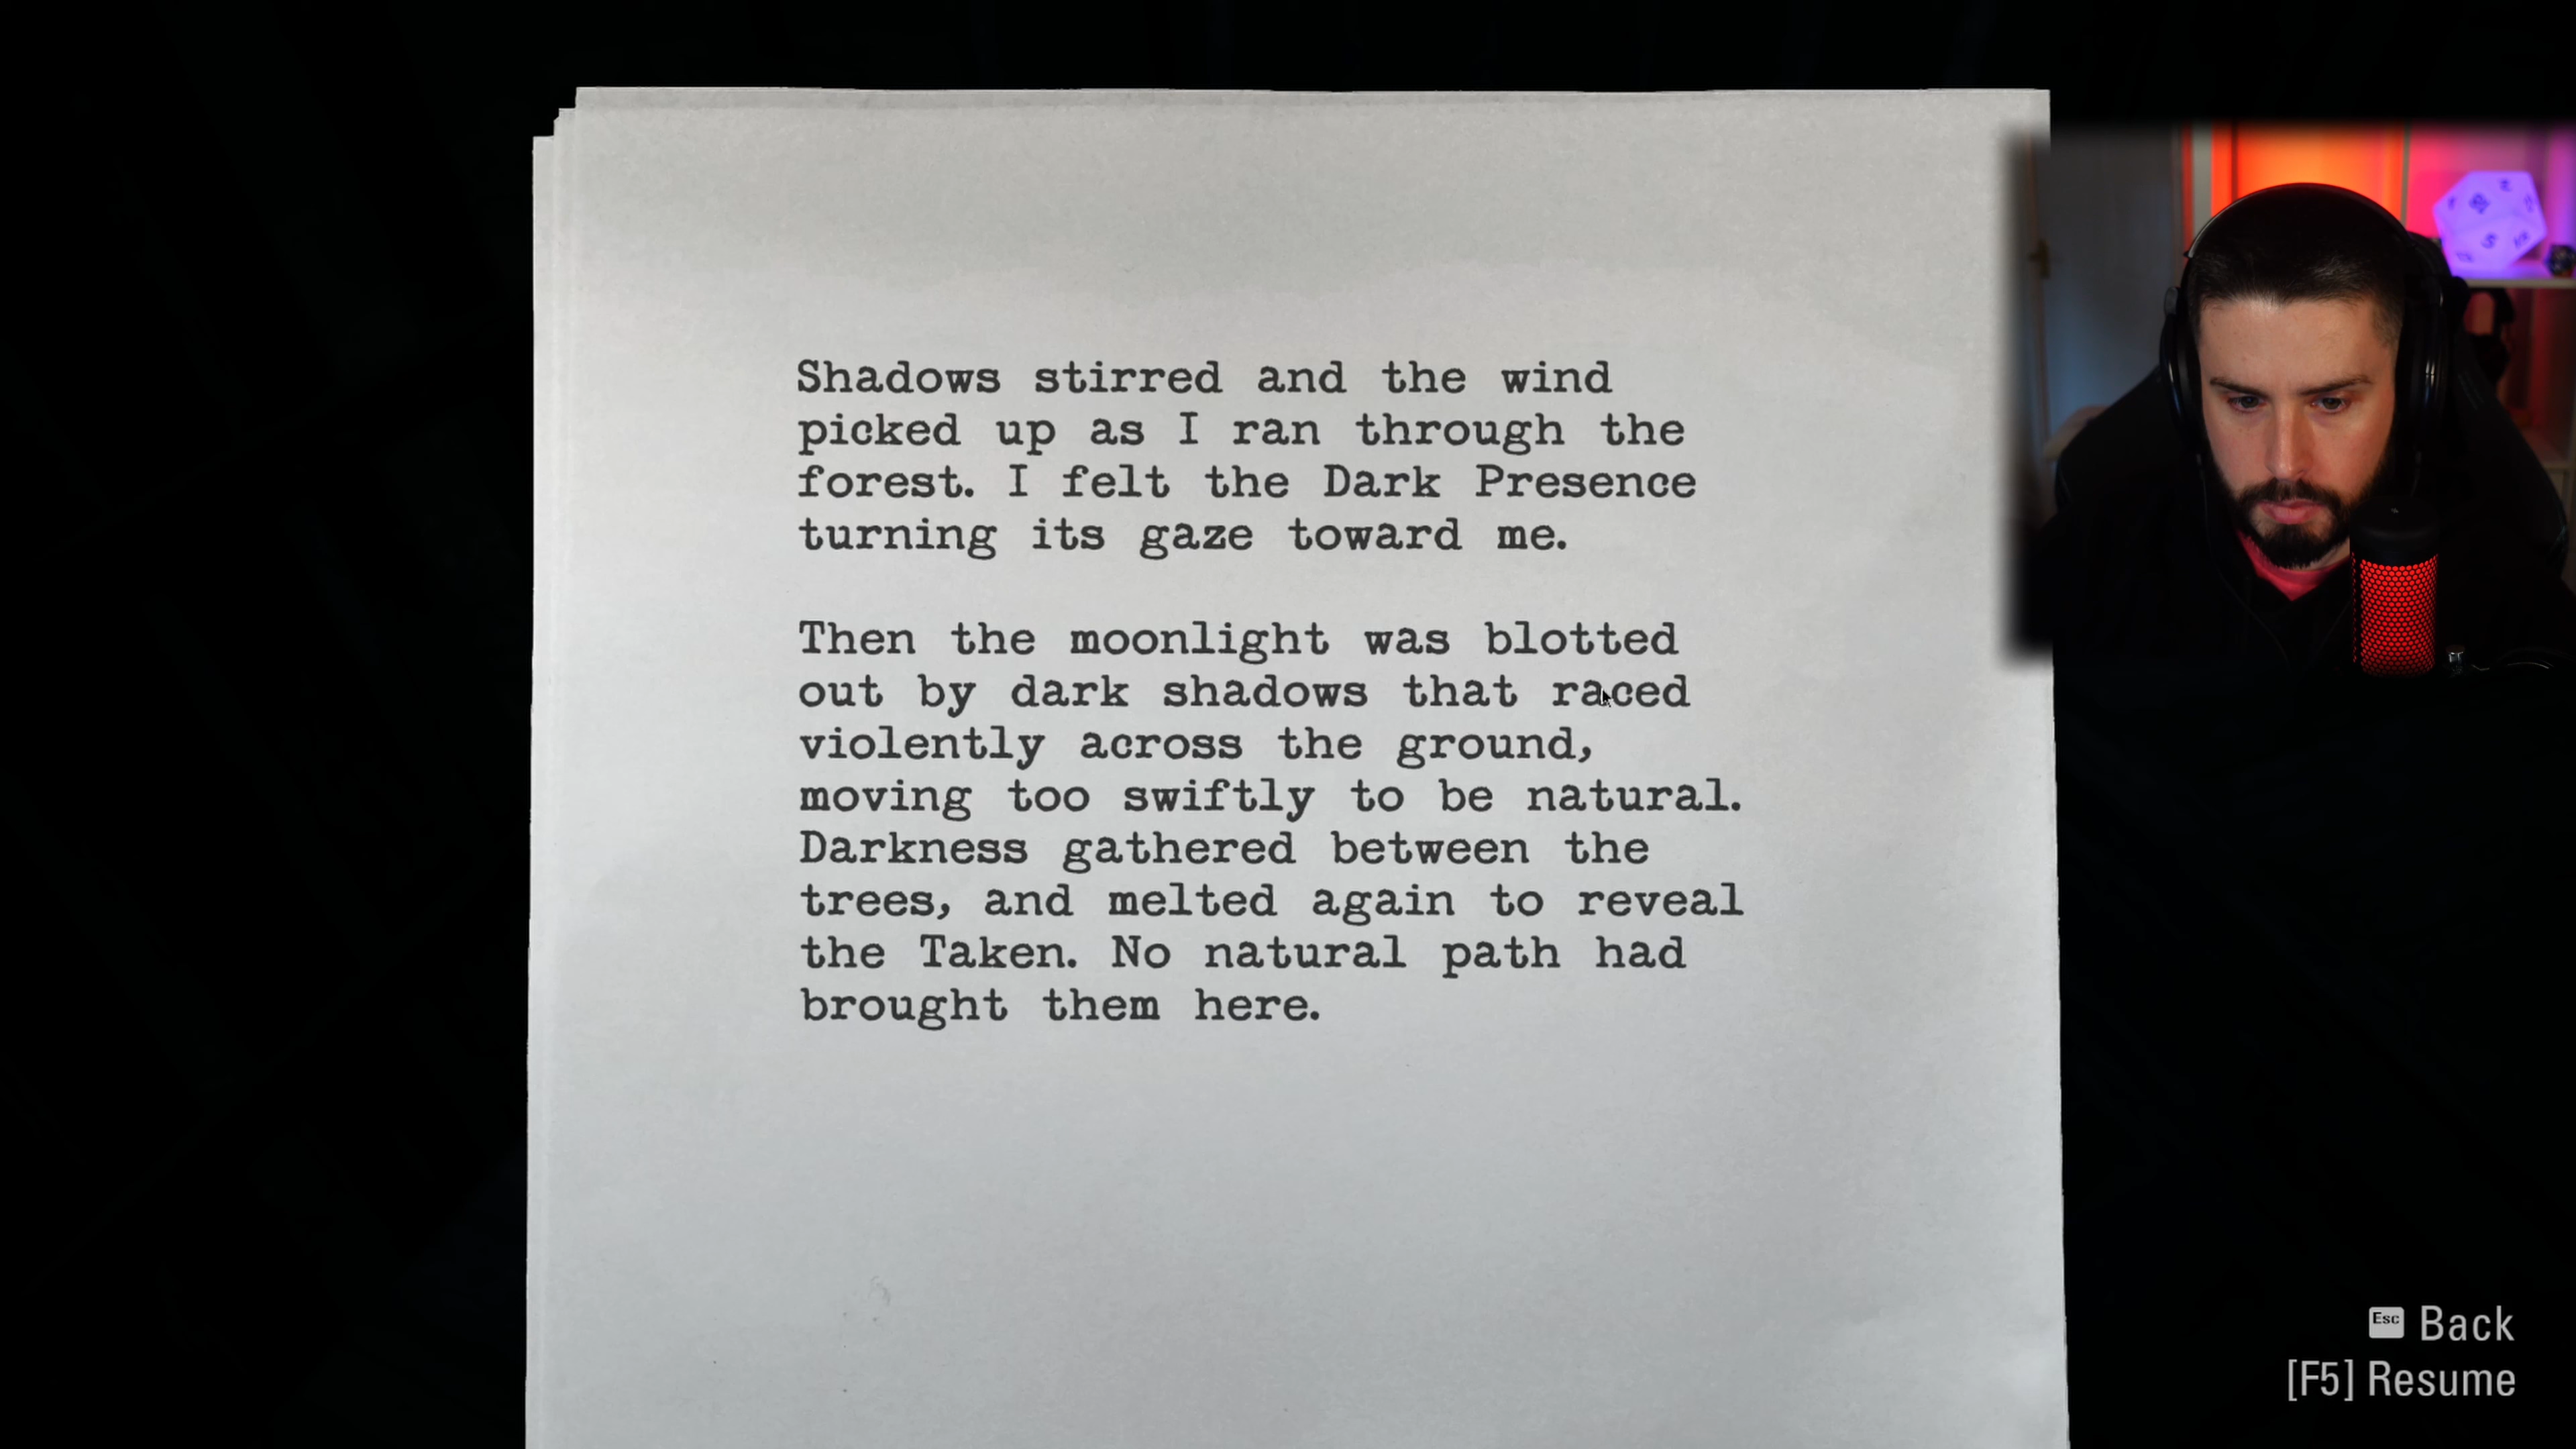 Shadows stirred and the wind
picked up as I ran through the
forest. I felt the Dark Presence
turning its gaze toward me.
Then the moonlight was blotted
out by dark shadows that raced
violently across the ground,
moving too swiftly to be natural.
Darkness gathered between the
trees, and melted again to reveal
the Taken. No natural path had
brought them here.
Esc Back
[F5] Resume